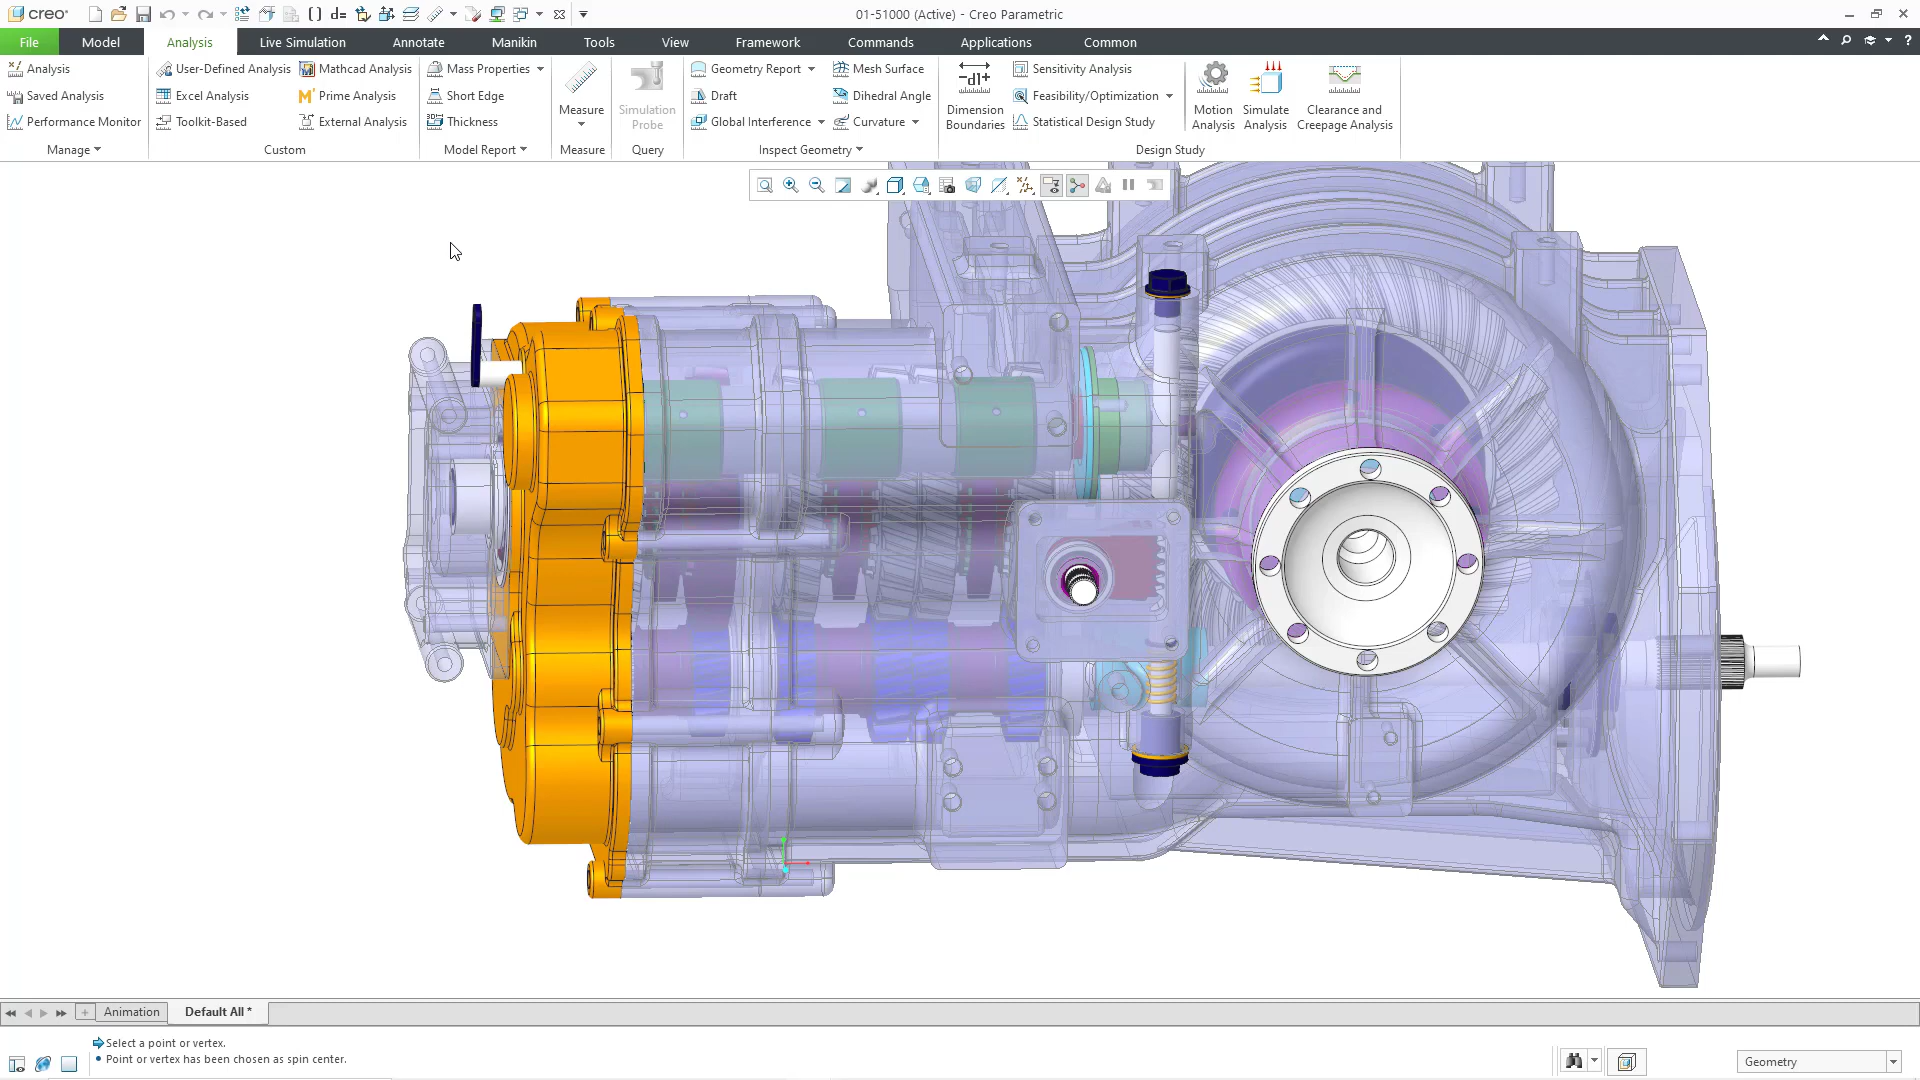 creo
d=
01-51000 (Active) - Creo Parametric
File Model Analysis Live Simulation Annotate Manikin Tools View Framework Commands Applications Common
Analysis
Saved Analysis
Performance Monitor
Manage
User-Defined Analysis
Excel Analysis
Toolkit-Based
Mathcad Analysis
Prime Analysis
External Analysis
Custom
Mass Properties
Short Edge
Thickness
Model Report
Measure
Measure
Simulation
Probe
Query
Geometry Report
Draft
Global Interference
Mesh Surface
Dihedral Angle
Curvature
Inspect Geometry
Dimension
Boundaries
Sensitivity Analysis
Feasibility/Optimization
Statistical Design Study
Motion
Analysis
Simulate
Analysis
Clearance and
Creepage Analysis
Design Study
Animation
Default All *
Select a point or vertex.
Point or vertex has been chosen as spin center.
Geometry